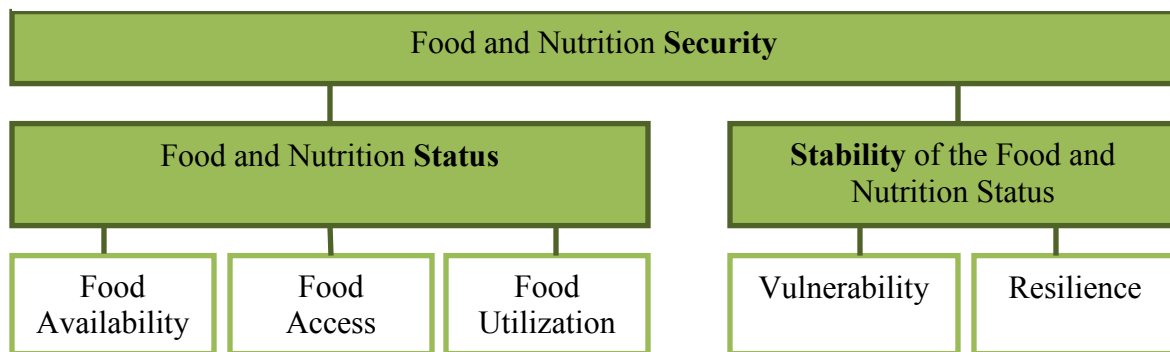 Food and Nutrition Security
Food and Nutrition Status
Stability of the Food and
Nutrition Status
Food
Availability
Food
Access
Food
Utilization
Vulnerability
Resilience